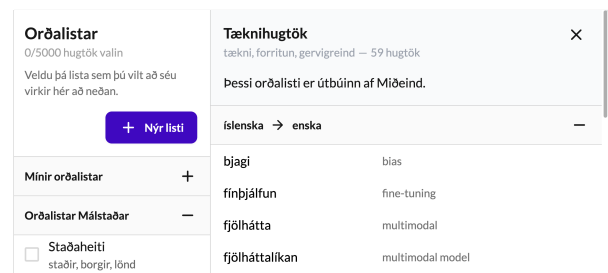 Orðalistar
0/5000 hugtök valin
Veldu þá lista sem þú vilt að séu
virkir hér að neðan.
+ Nýr listi
Mínir orðalistar
Orðalistar Málstaðar
Staðaheiti
staðir, borgir, lönd
Tæknihugtök
tækni, forritun, gervigreind — 59 hugtök
Þessi orðalisti er útbúinn af Miðeind.
íslenska → enska
bjagi bias
fínþjálfun fine-tuning
fjölhátta multimodal
fjölháttalíkan multimodal model